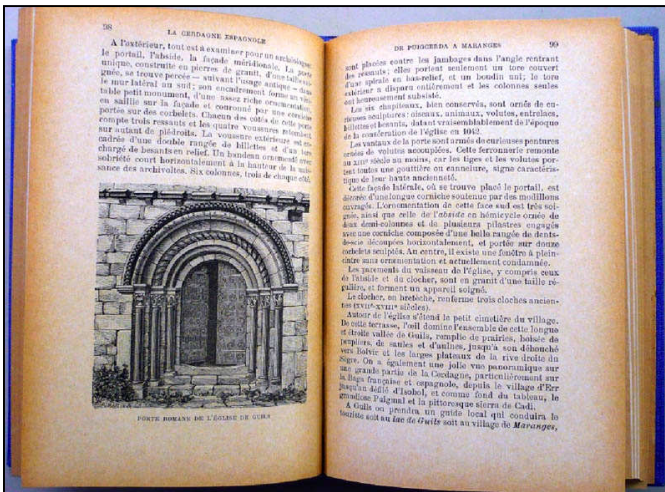 98
LA CERDAGNE ESPAGNOLE
A l'extérieur, tout est à examiner pour un archéologue:
le portail, l'abside, la façade méridionale. La porte
unique, construite en pierres de granit, d'une taille soi-
gnée, se trouve percée — suivant l'usage antique — dans
le mur latéral au sud; son encadrement forme un véri-
table petit monument, d'une assez riche ornementation,
en saillie sur la façade et couronné par une corniche
portée sur des corbelets. Chacun des côtés de cette porte
compte trois ressauts et les quatre voussures retombent
sur autant de piédroits. La voussure extérieure est en-
cadrée d'une double rangée de billettes et d'un tore
chargé de besants en relief. Un bandeau ornementé avec
sobriété court horizontalement à la hauteur de la nais-
sance des archivoltes. Six colonnes, trois de chaque côté,
PORTE ROMANE DE L'ÉGLISE DE GUILS
DE PUIGCERDA A MARANGES
99
sont placées contre les jambages dans l'angle rentrant
des ressauts; elles portent seulement un tore couvert
d'une spirale en bas-relief, et un boudin uni; le tore
extérieur a disparu entièrement et les colonnes seules
ont heureusement subsisté.
Les six chapiteaux, bien conservés, sont ornés de cu-
rieuses sculptures: oiseaux, animaux, volutes, entrelacs,
billettes et besants, datant vraisemblablement de l'époque
de la consécration de l'église en 1042.
Les vantaux de la porte sont armés de curieuses pentures
ornées de volutes accouplées. Cette ferronnerie remonte
au XIIIe siècle au moins, car les tiges et les volutes por-
tent toutes une gouttière ou cannelure, signe caractéris-
tique de leur haute ancienneté.
Cette façade latérale, où se trouve placé le portail, est
décorée d'une longue corniche soutenue par des modillons
ouvragés. L'ornementation de cette face sud est très soi-
gnée, ainsi que celle de l'abside en hémicycle ornée de
deux demi-colonnes et de plusieurs pilastres engagés
avec une corniche composée d'une belle rangée de dents-
de-scie découpées horizontalement, et portée sur douze
corbelets sculptés. Au centre, il existe une fenêtre à plein-
cintre sans ornementation et actuellement condamnée.
Les parements du vaisseau de l'église, y compris ceux
de l'abside et du clocher, sont en granit d'une taille ré-
gulière, et forment un appareil soigné.
Le clocher, en bretèche, renferme trois cloches ancien-
nes (XVIIe-XVIIIe siècles).
Autour de l'église s'étend le petit cimetière du village.
De cette terrasse, l'œil domine l'ensemble de cette longue
et étroite vallée de Guils, remplie de prairies, boisée de
peupliers, de saules et d'aulnes, jusqu'à son débouché
vers Bolvir et les larges plateaux de la rive droite du
Sègre. On a également une jolie vue panoramique sur
une grande partie de la Cerdagne, particulièrement sur
la Baga française et espagnole, depuis le village d'Err
jusqu'au défilé d'Isobol, et comme fond du tableau, le
grandiose Puigmal et la pittoresque sierra de Cadi.
A Guils on prendra un guide local qui conduira le
touriste soit au lac de Guils soit au village de Maranges,